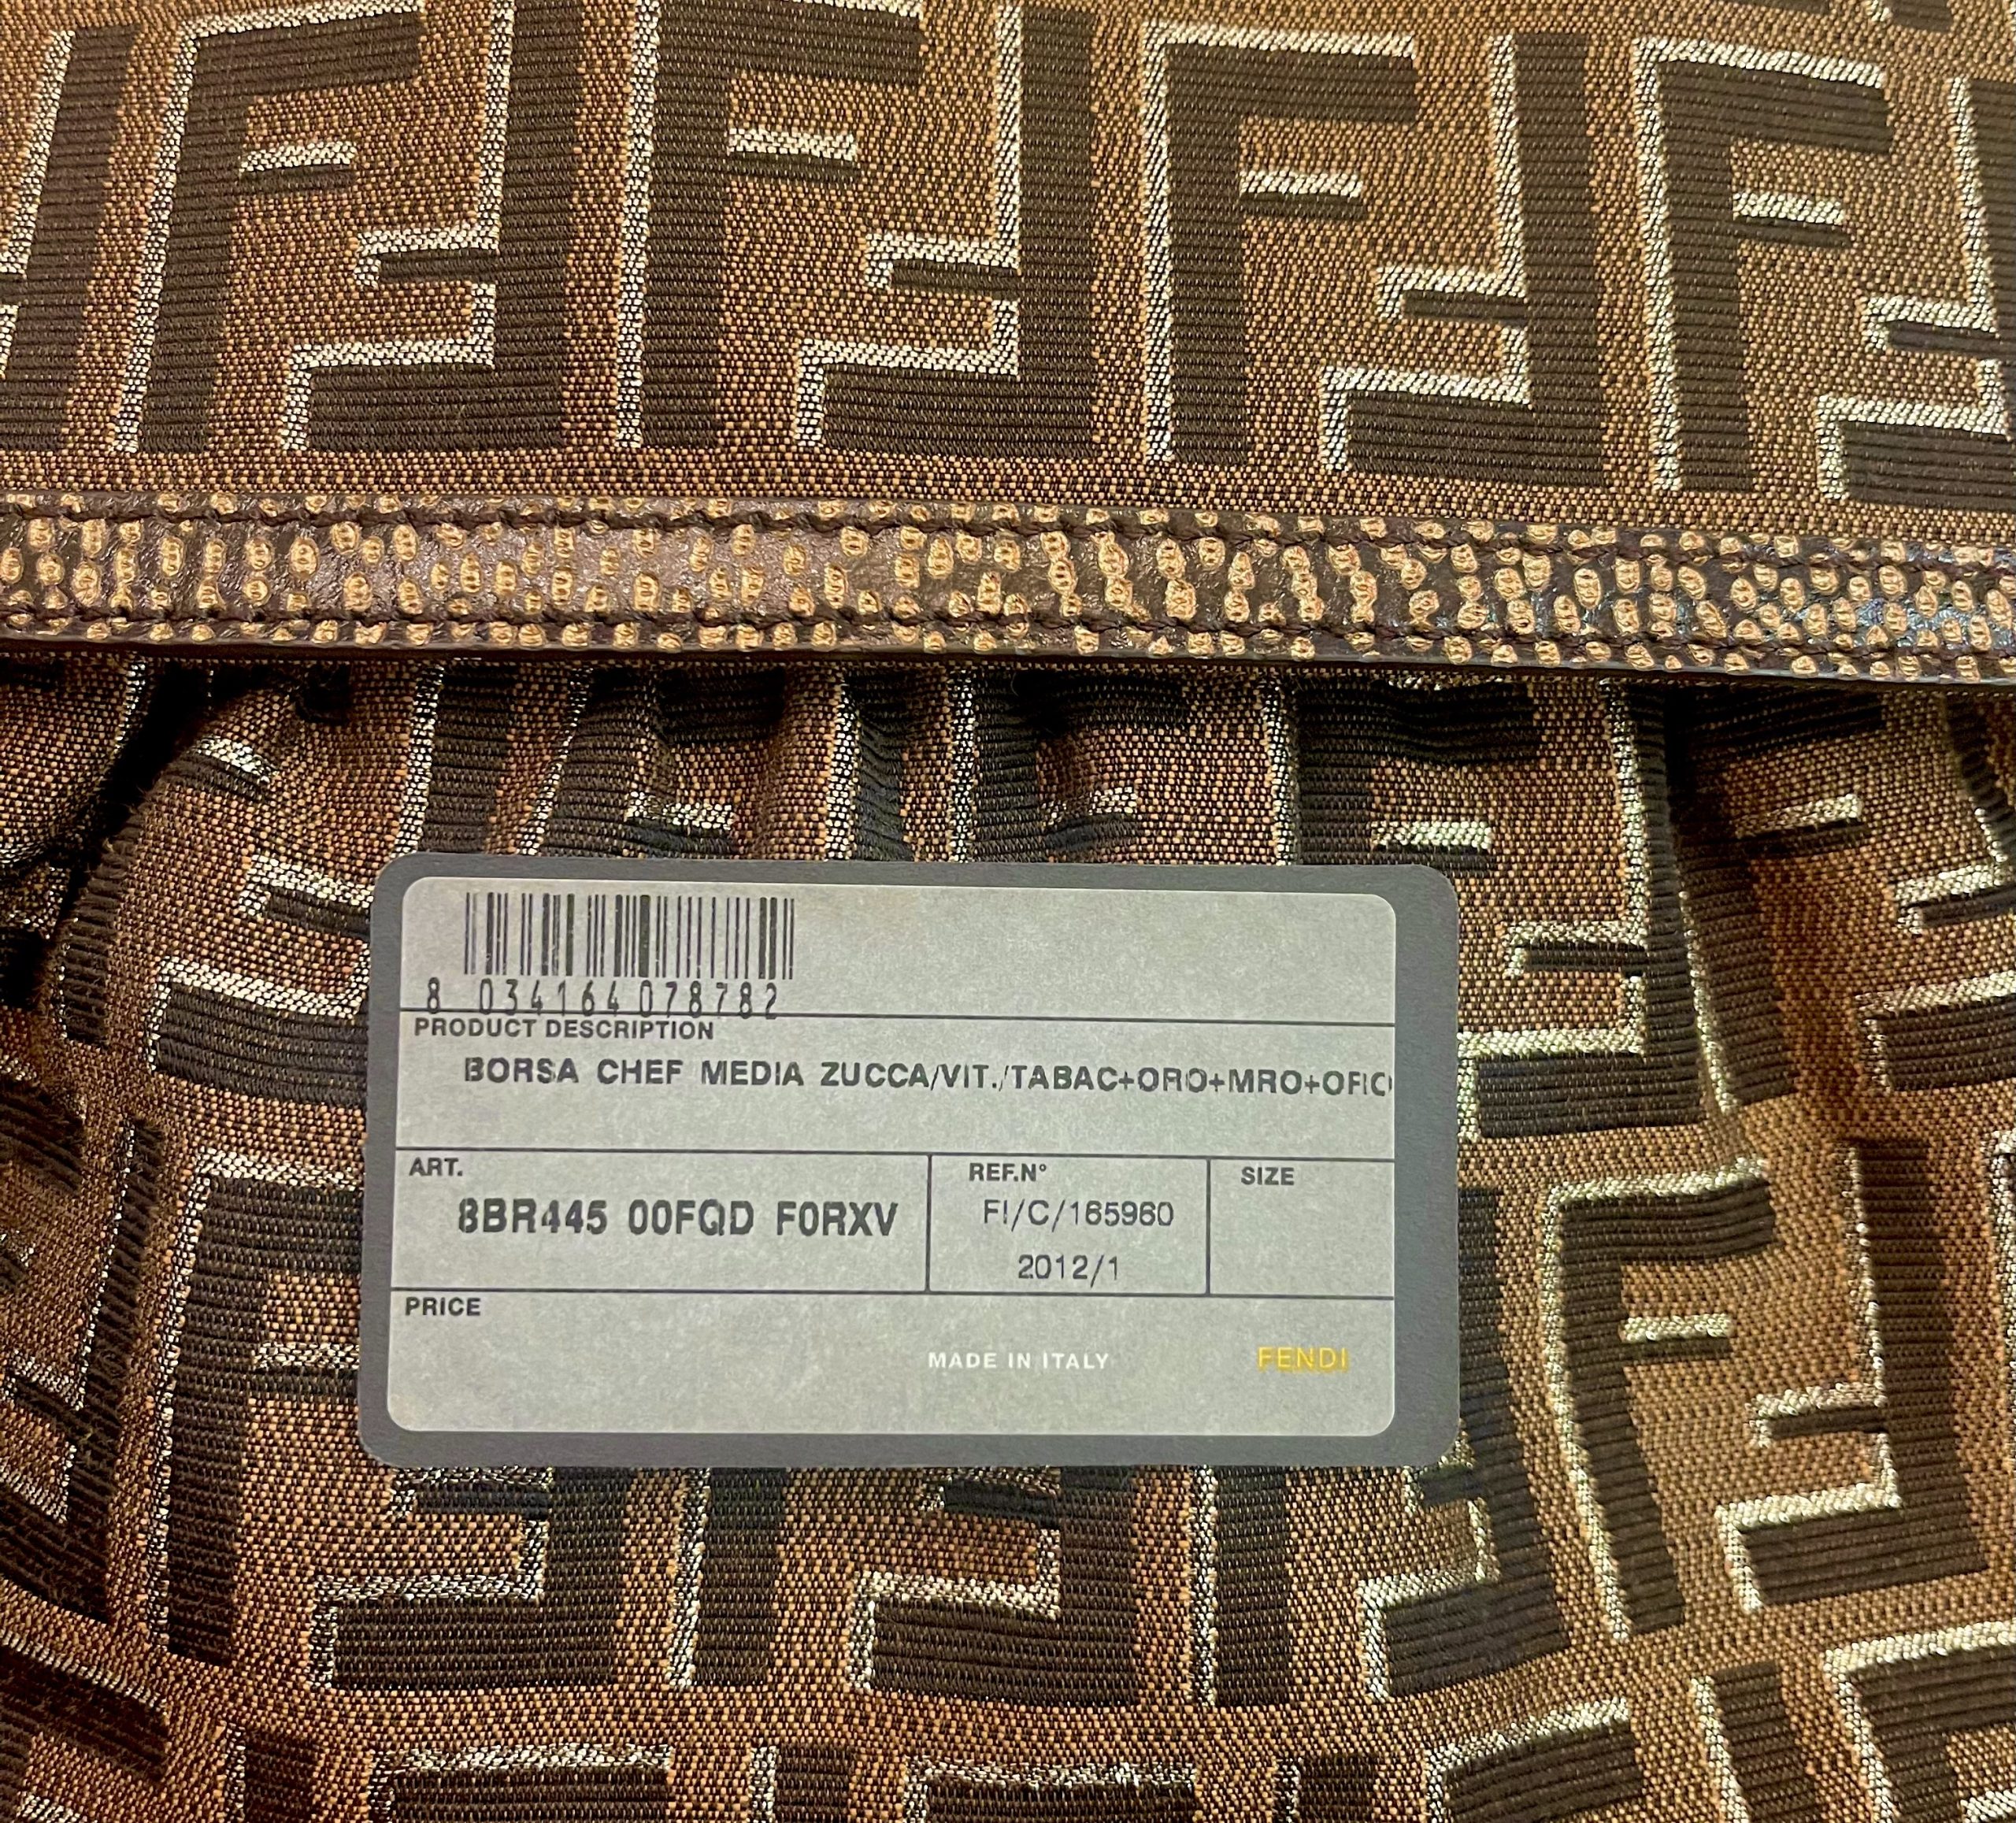 8 034164 078782
PRODUCT DESCRIPTION
BORSA CHEF MEDIA ZUCCA/VIT./TABAC+ORO+MRO+OFIC
ART.
8BR445 00FQD F0RXV
REF.N°
FI/C/165960
2012/1
SIZE
PRICE
MADE IN ITALY
FENDI